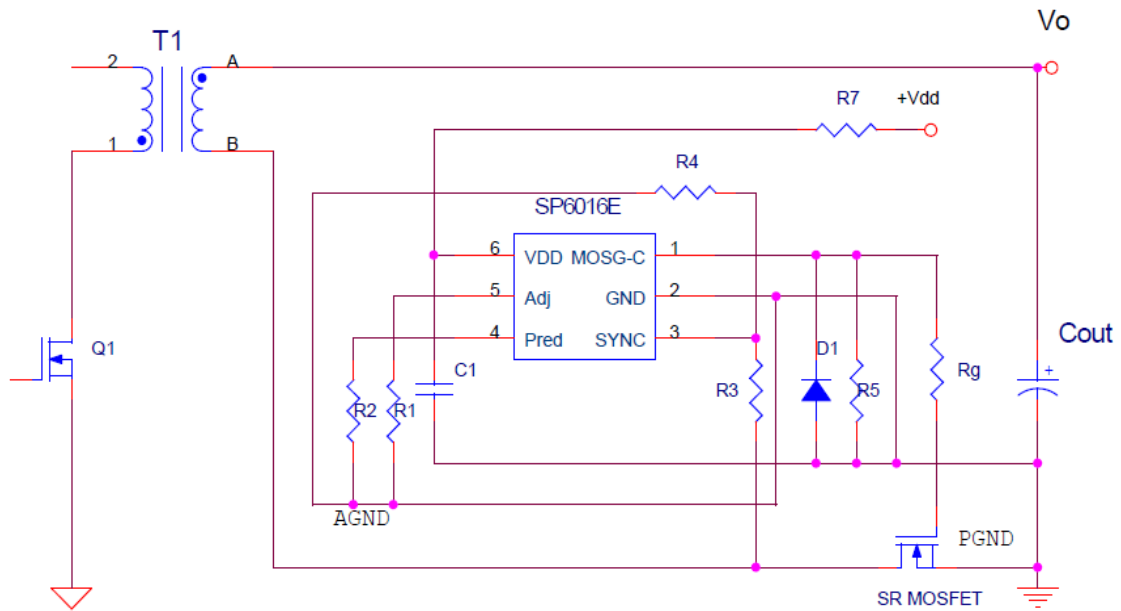 Vo
T1
2 A
R7 +Vdd
1 B
R4
SP6016E
6 VDD MOSG-C 1
5 Adj GND 2
4 Pred SYNC 3
Q1
C1
D1
Cout
+
R2 R1
R3
R5
Rg
AGND
PGND
SR MOSFET